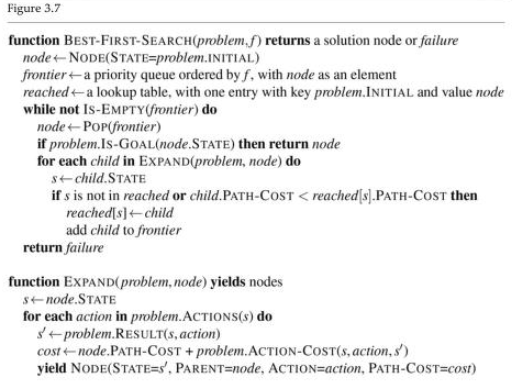 Figure 3.7
function BEST-FIRST-SEARCH(problem,f) returns a solution node or failure
node←NODE(STATE=problem.INITIAL)
frontier←a priority queue ordered by f, with node as an element
reached←a lookup table, with one entry with key problem.INITIAL and value node
while not IS-EMPTY(frontier) do
node←POP(frontier)
if problem.IS-GOAL(node.STATE) then return node
for each child in EXPAND(problem, node) do
s←child.STATE
if s is not in reached or child.PATH-COST < reached[s].PATH-COST then
reached[s]←child
add child to frontier
return failure
function EXPAND(problem, node) yields nodes
s←node.STATE
for each action in problem.ACTIONS(s) do
s′←problem.RESULT(s, action)
cost←node.PATH-COST + problem.ACTION-COST(s, action, s′)
yield NODE(STATE=s′, PARENT=node, ACTION=action, PATH-COST=cost)